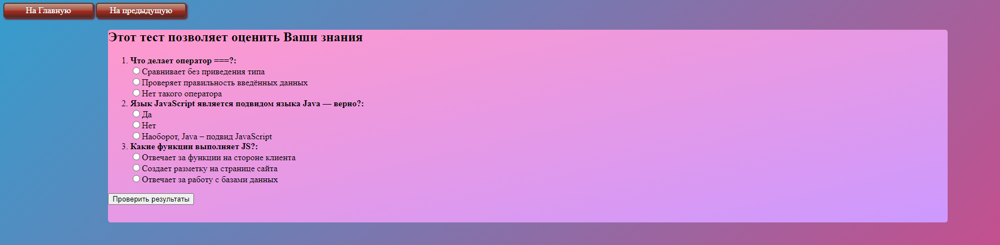 На Главную
На предыдущую
Этот тест позволяет оценить Ваши знания
1. Что делает оператор ===?:
Сравнивает без приведения типа
Проверяет правильность введённых данных
Нет такого оператора
2. Язык JavaScript является подвидом языка Java — верно?:
Да
Нет
Наоборот, Java – подвид JavaScript
3. Какие функции выполняет JS?:
Отвечает за функции на стороне клиента
Создает разметку на странице сайта
Отвечает за работу с базами данных
Проверить результаты